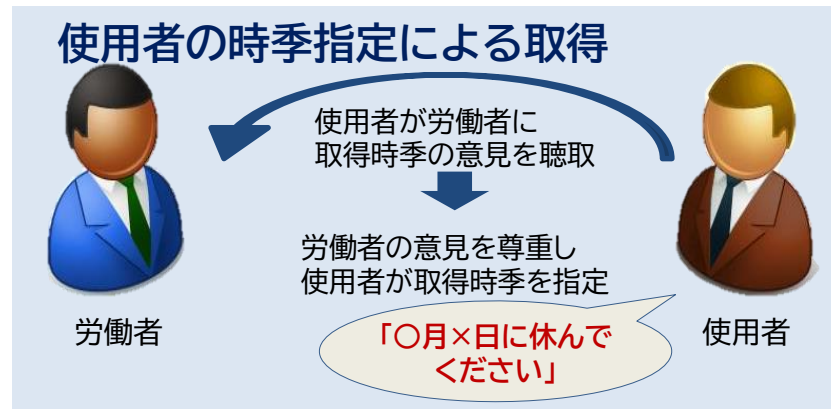 使用者の時季指定による取得
使用者が労働者に
取得時季の意見を聴取
労働者の意見を尊重し
使用者が取得時季を指定
労働者
「○月×日に休んで
ください」
使用者